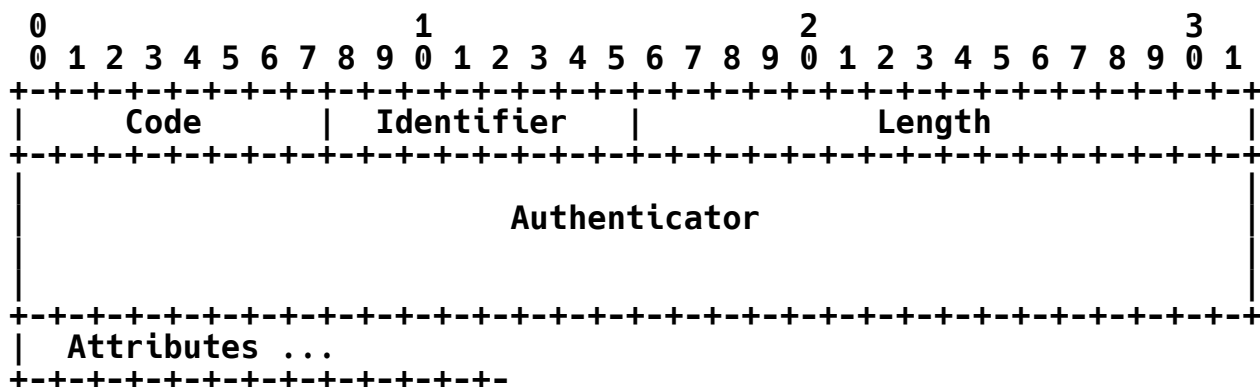 0                   1                   2                   3
 0 1 2 3 4 5 6 7 8 9 0 1 2 3 4 5 6 7 8 9 0 1 2 3 4 5 6 7 8 9 0 1
+-+-+-+-+-+-+-+-+-+-+-+-+-+-+-+-+-+-+-+-+-+-+-+-+-+-+-+-+-+-+-+-+
|     Code      |  Identifier   |            Length             |
+-+-+-+-+-+-+-+-+-+-+-+-+-+-+-+-+-+-+-+-+-+-+-+-+-+-+-+-+-+-+-+-+
|                                                               |
|                         Authenticator                         |
|                                                               |
|                                                               |
+-+-+-+-+-+-+-+-+-+-+-+-+-+-+-+-+-+-+-+-+-+-+-+-+-+-+-+-+-+-+-+-+
|  Attributes ...
+-+-+-+-+-+-+-+-+-+-+-+-+-